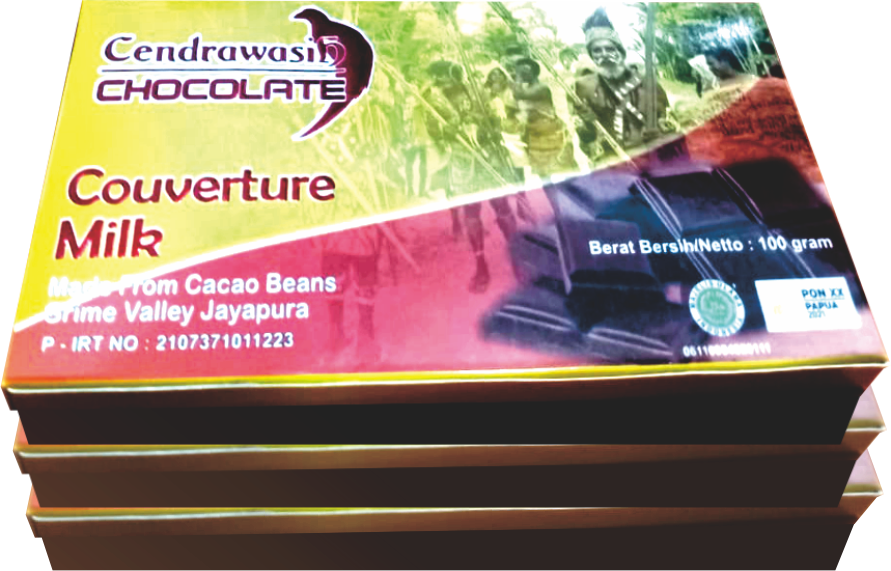 Cendrawasih
CHOCOLATE
Couverture
Milk
Made From Cacao Beans
Grime Valley Jayapura
P - IRT NO : 2107371011223
Berat Bersih/Netto : 100 gram
PON XX
PAPUA
2021